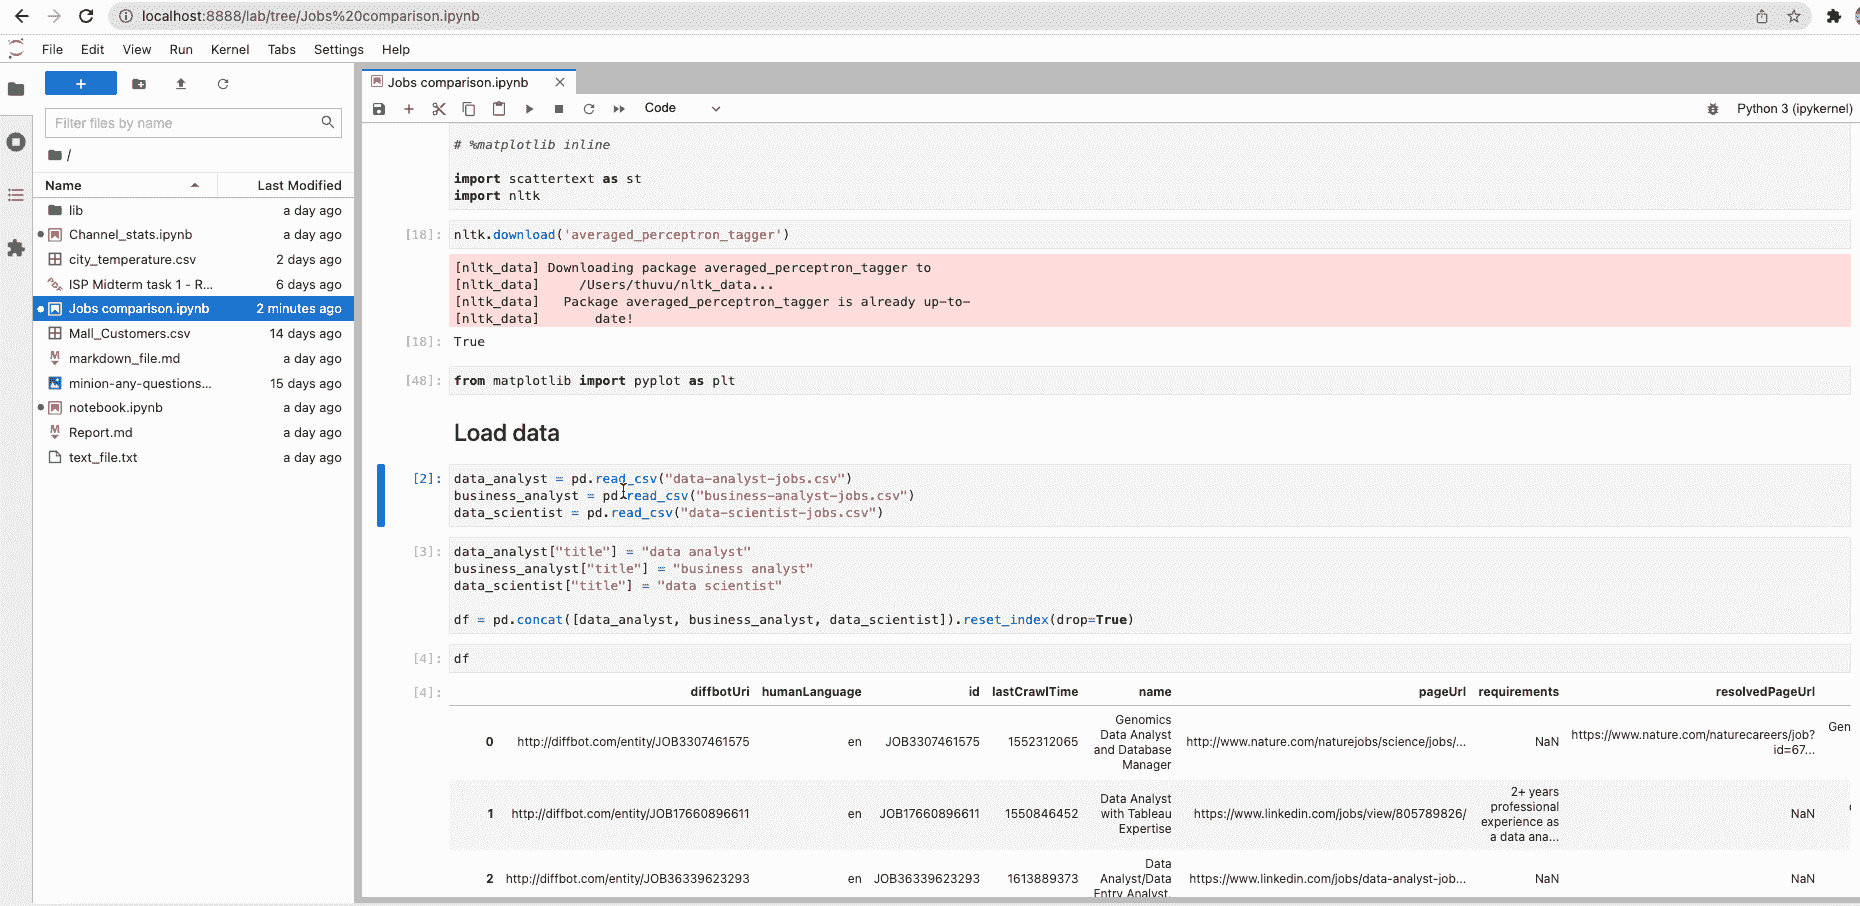 localhost:8888/lab/tree/Jobs%20comparison.ipynb
File Edit View Run Kernel Tabs Settings Help
+
Filter files by name
/
Name Last Modified
lib a day ago
Channel_stats.ipynb a day ago
city_temperature.csv 2 days ago
ISP Midterm task 1 - R... 6 days ago
Jobs comparison.ipynb 2 minutes ago
Mall_Customers.csv 14 days ago
markdown_file.md a day ago
minion-any-questions... 15 days ago
notebook.ipynb a day ago
Report.md a day ago
text_file.txt a day ago
Jobs comparison.ipynb
Code
Python 3 (ipykernel)
# %matplotlib inline
import scattertext as st
import nltk
[18]: nltk.download('averaged_perceptron_tagger')
[nltk_data] Downloading package averaged_perceptron_tagger to
[nltk_data]     /Users/thuvu/nltk_data...
[nltk_data]   Package averaged_perceptron_tagger is already up-to-
[nltk_data]       date!
[18]: True
[48]: from matplotlib import pyplot as plt
Load data
[2]: data_analyst = pd.read_csv("data-analyst-jobs.csv")
business_analyst = pd.read_csv("business-analyst-jobs.csv")
data_scientist = pd.read_csv("data-scientist-jobs.csv")
[3]: data_analyst["title"] = "data analyst"
business_analyst["title"] = "business analyst"
data_scientist["title"] = "data scientist"
df = pd.concat([data_analyst, business_analyst, data_scientist]).reset_index(drop=True)
[4]: df
[4]: diffbotUri humanLanguage id lastCrawlTime name pageUrl requirements resolvedPageUrl
0 http://diffbot.com/entity/JOB3307461575 en JOB3307461575 1552312065 Genomics Data Analyst and Database Manager http://www.nature.com/naturejobs/science/jobs/... NaN https://www.nature.com/naturecareers/job?id=67... Gen
1 http://diffbot.com/entity/JOB17660896611 en JOB17660896611 1550846452 Data Analyst with Tableau Expertise https://www.linkedin.com/jobs/view/805789826/ 2+ years professional experience as a data ana... NaN
2 http://diffbot.com/entity/JOB36339623293 en JOB36339623293 1613889373 Data Analyst/Data Entry Analyst, https://www.linkedin.com/jobs/data-analyst-job... NaN NaN